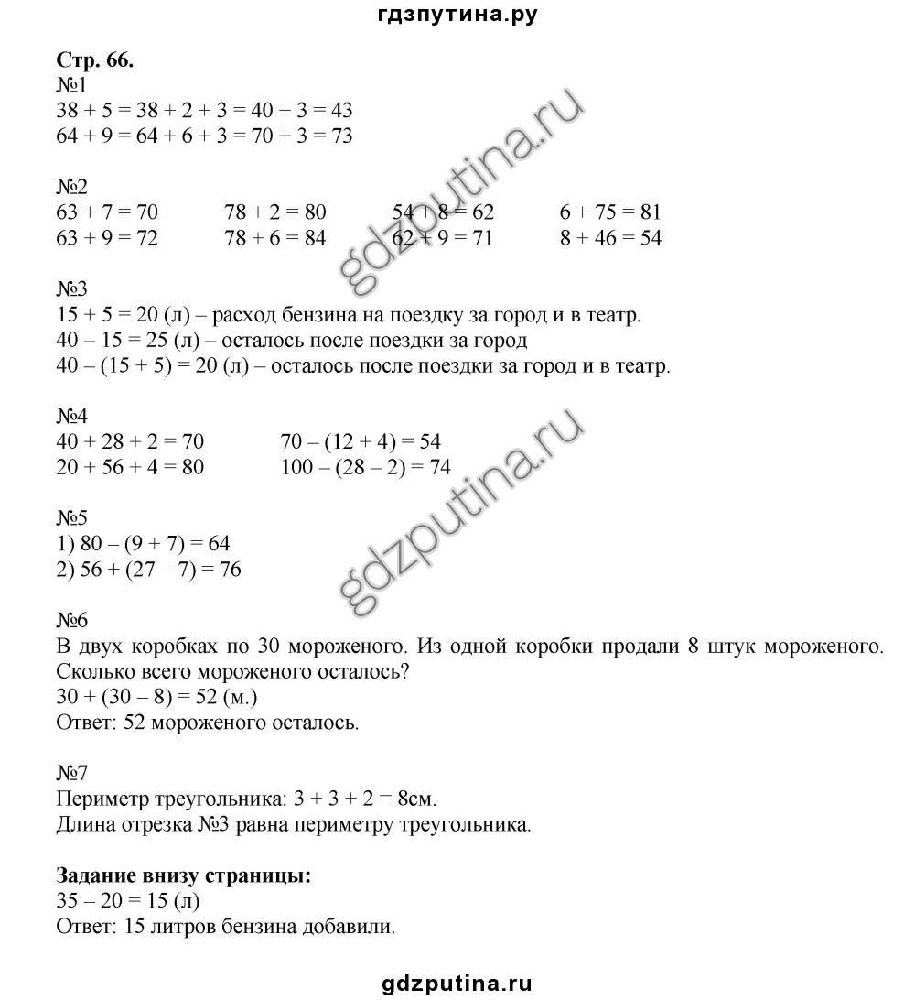 гдзпутина.ру
Стр. 66.
№1
38 + 5 = 38 + 2 + 3 = 40 + 3 = 43
64 + 9 = 64 + 6 + 3 = 70 + 3 = 73
№2
63 + 7 = 70 78 + 2 = 80 54 + 8 = 62 6 + 75 = 81
63 + 9 = 72 78 + 6 = 84 62 + 9 = 71 8 + 46 = 54
№3
15 + 5 = 20 (л) – расход бензина на поездку за город и в театр.
40 – 15 = 25 (л) – осталось после поездки за город
40 – (15 + 5) = 20 (л) – осталось после поездки за город и в театр.
№4
40 + 28 + 2 = 70 70 – (12 + 4) = 54
20 + 56 + 4 = 80 100 – (28 – 2) = 74
№5
1) 80 – (9 + 7) = 64
2) 56 + (27 – 7) = 76
№6
В двух коробках по 30 мороженого. Из одной коробки продали 8 штук мороженого.
Сколько всего мороженого осталось?
30 + (30 – 8) = 52 (м.)
Ответ: 52 мороженого осталось.
№7
Периметр треугольника: 3 + 3 + 2 = 8см.
Длина отрезка №3 равна периметру треугольника.
Задание внизу страницы:
35 – 20 = 15 (л)
Ответ: 15 литров бензина добавили.
gdzputina.ru
gdzputina.ru
gdzputina.ru